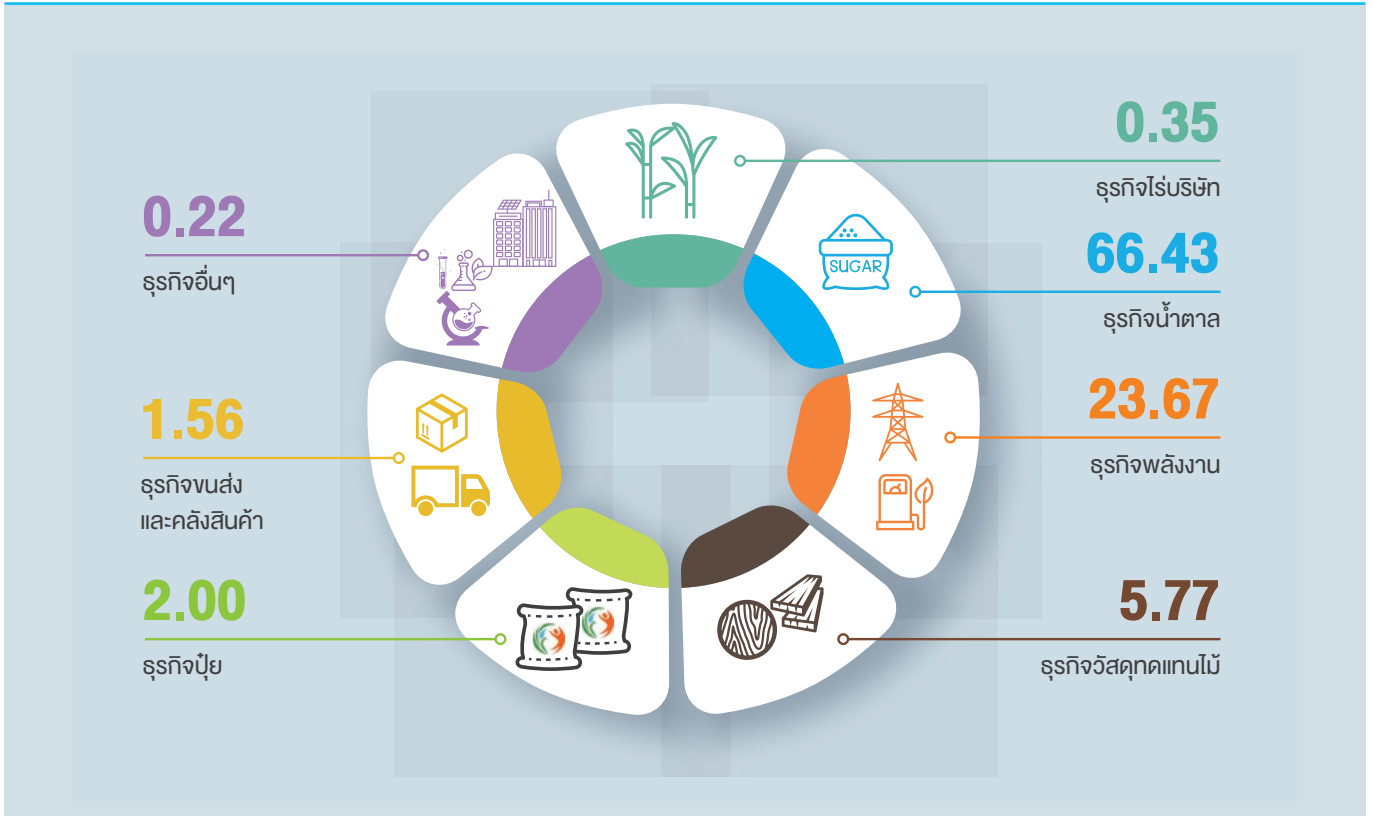 0.35
ธุรกิจไร่บริษัท
SUGAR
66.43
ธุรกิจน้ำตาล
23.67
ธุรกิจพลังงาน
5.77
ธุรกิจวัสดุทดแทนไม้
2.00
ธุรกิจปุ๋ย
1.56
ธุรกิจขนส่ง
และคลังสินค้า
0.22
ธุรกิจอื่นๆ